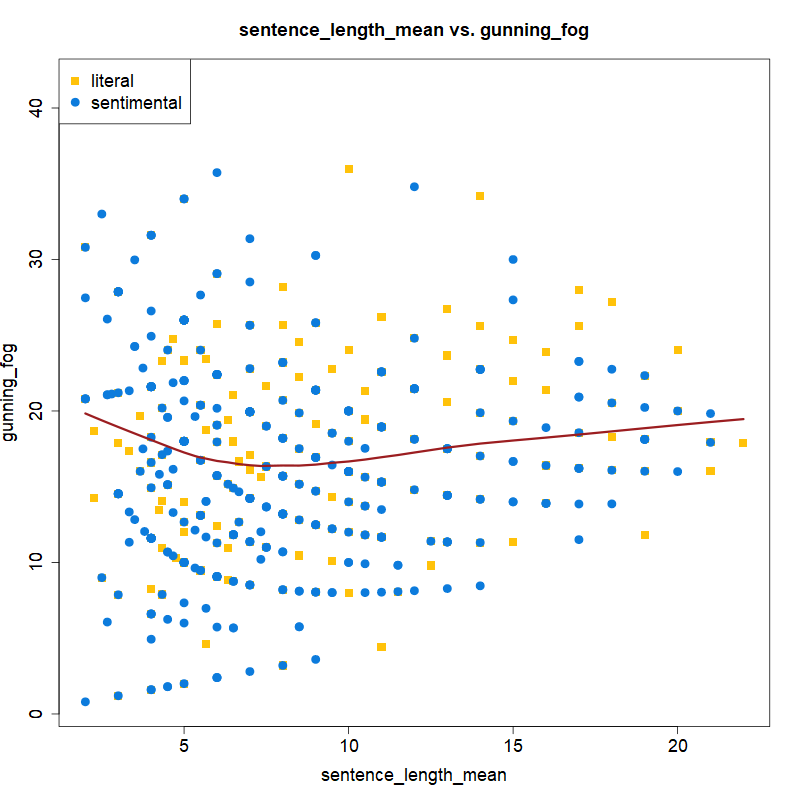 sentence_length_mean vs. gunning_fog
literal
sentimental
40
30
20
10
0
gunning_fog
5 10 15 20
sentence_length_mean